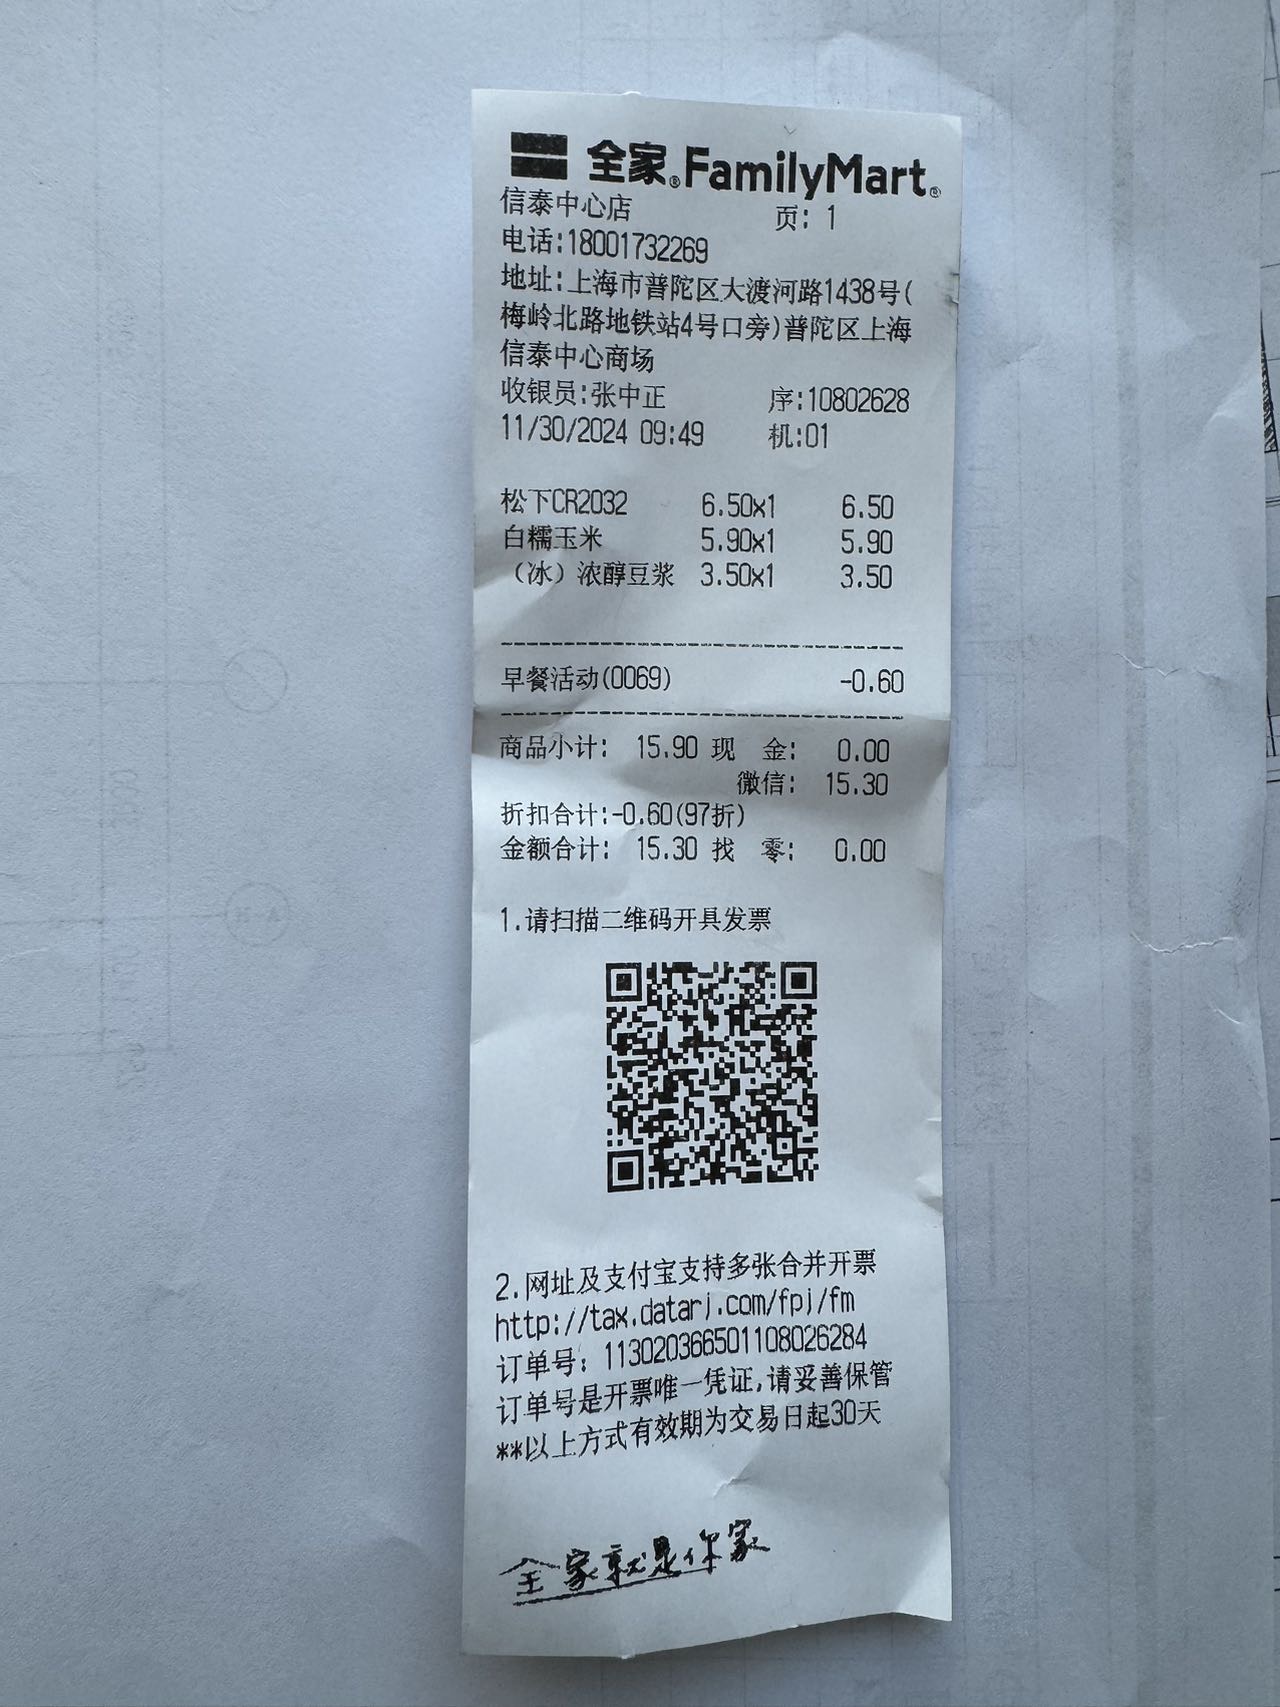 全家® FamilyMart®
信泰中心店 页: 1
电话:18001732269
地址:上海市普陀区大渡河路1438号(
梅岭北路地铁站4号口旁)普陀区上海
信泰中心商场
收银员:张中正 序:10802628
11/30/2024 09:49 机:01
松下CR2032 6.50x1 6.50
白糯玉米 5.90x1 5.90
(冰)浓醇豆浆 3.50x1 3.50
早餐活动(0069) -0.60
商品小计: 15.90 现 金: 0.00
微信: 15.30
折扣合计:-0.60(97折)
金额合计: 15.30 找 零: 0.00
1.请扫描二维码开具发票
2.网址及支付宝支持多张合并开票
http://tax.datarj.com/fpj/fm
订单号: 113020366501108026284
订单号是开票唯一凭证,请妥善保管
**以上方式有效期为交易日起30天
全家就是你家